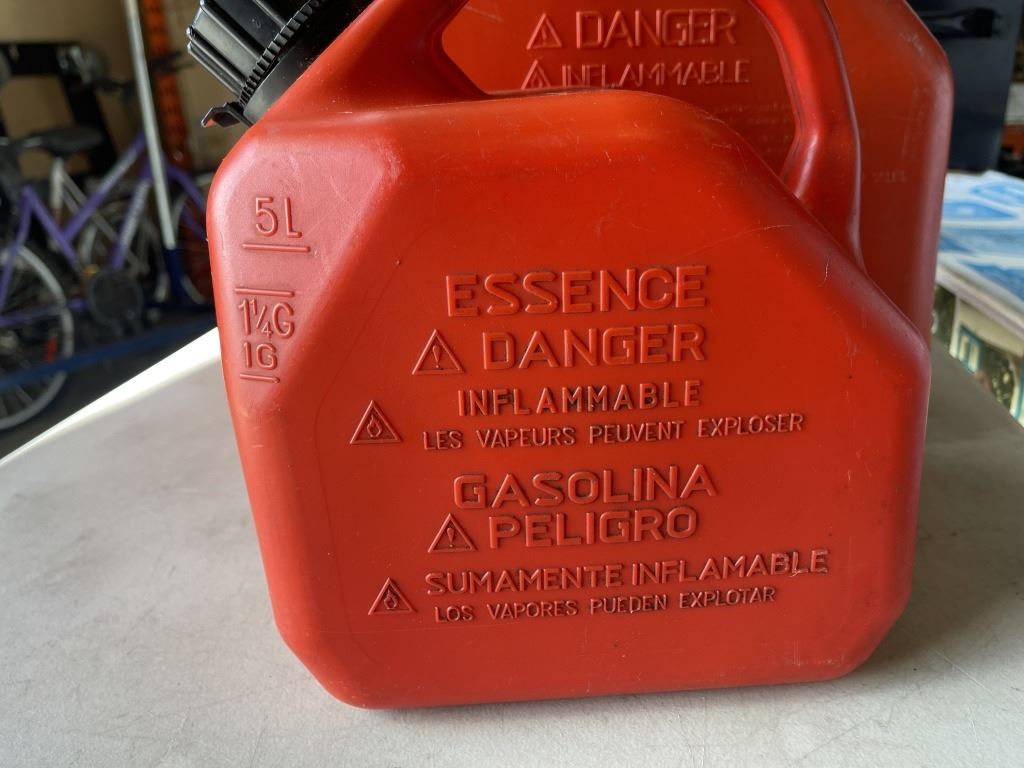 DANGER
INFLAMMABLE
5L
1¼G
1G
ESSENCE
DANGER
INFLAMMABLE
LES VAPEURS PEUVENT EXPLOSER
GASOLINA
PELIGRO
SUMAMENTE INFLAMABLE
LOS VAPORES PUEDEN EXPLOTAR